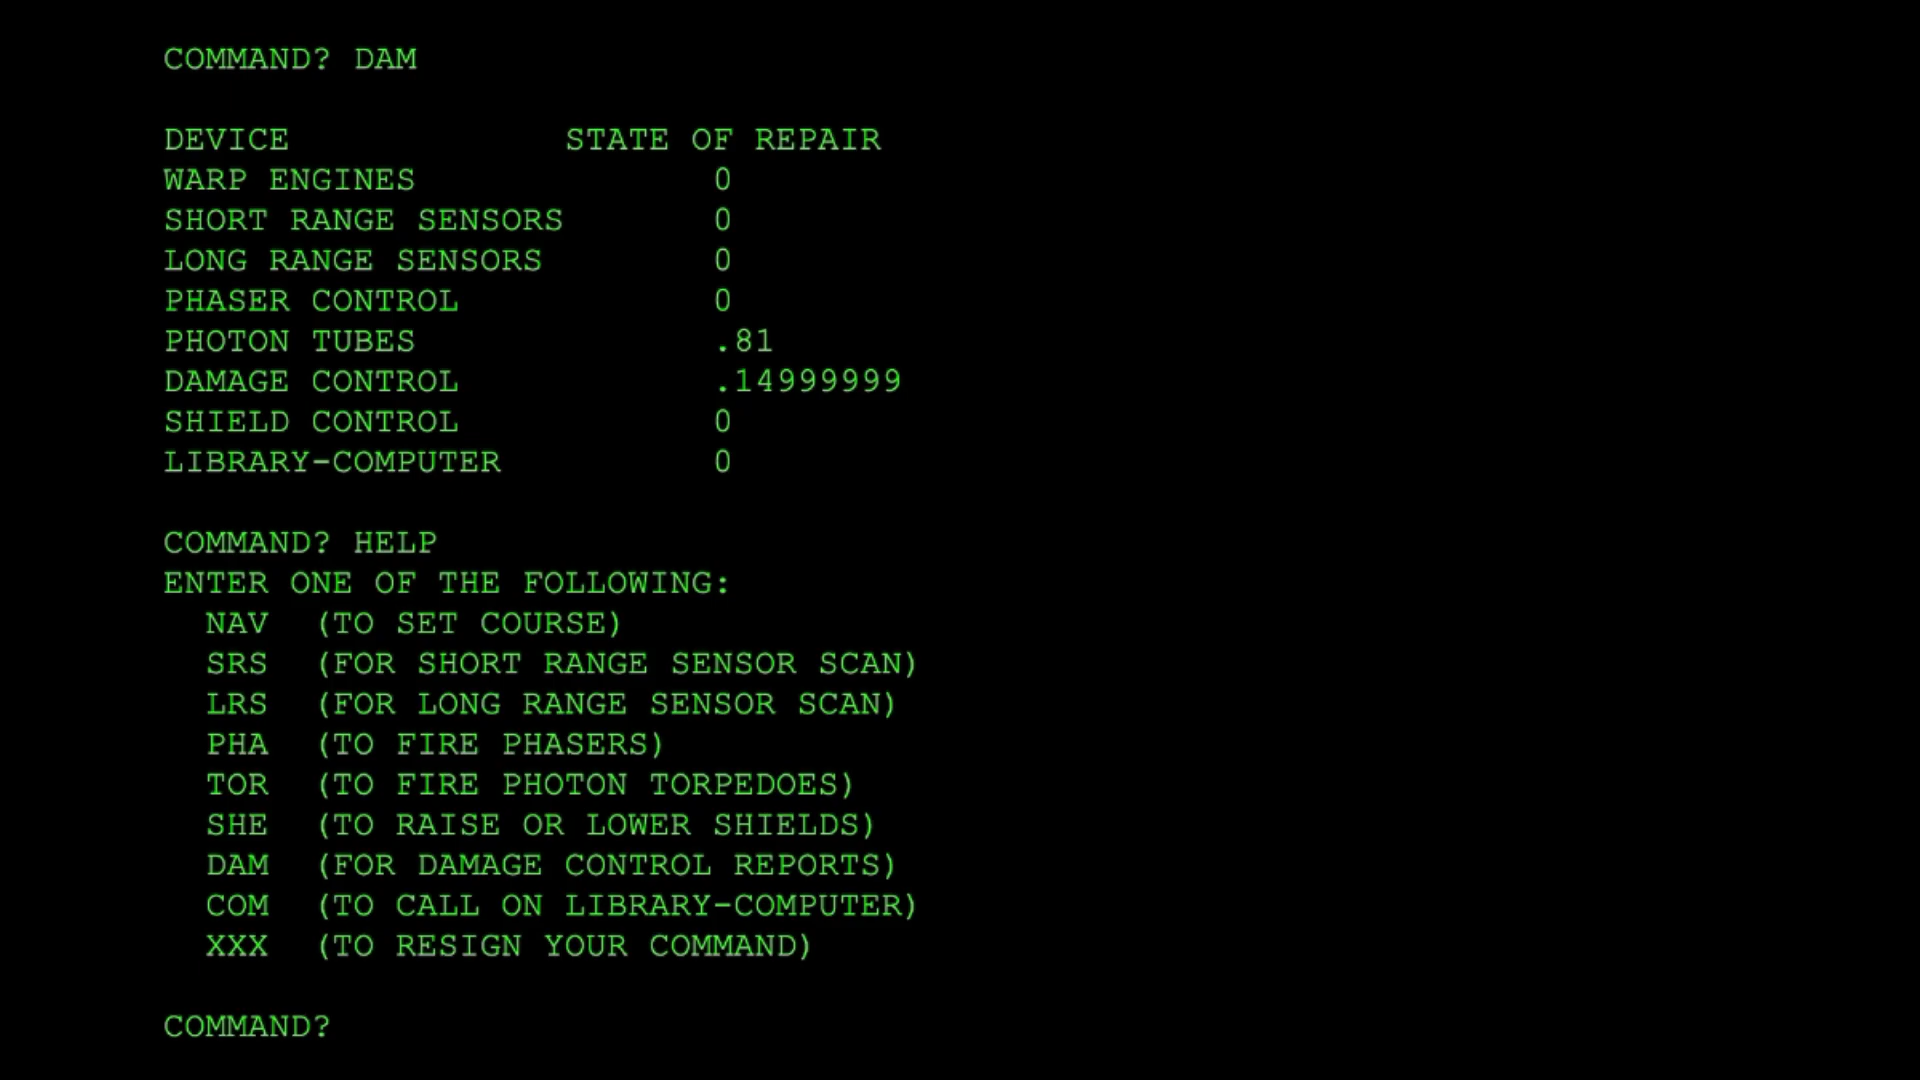 COMMAND? DAM
DEVICE STATE OF REPAIR
WARP ENGINES 0
SHORT RANGE SENSORS 0
LONG RANGE SENSORS 0
PHASER CONTROL 0
PHOTON TUBES .81
DAMAGE CONTROL .14999999
SHIELD CONTROL 0
LIBRARY-COMPUTER 0
COMMAND? HELP
ENTER ONE OF THE FOLLOWING:
NAV (TO SET COURSE)
SRS (FOR SHORT RANGE SENSOR SCAN)
LRS (FOR LONG RANGE SENSOR SCAN)
PHA (TO FIRE PHASERS)
TOR (TO FIRE PHOTON TORPEDOES)
SHE (TO RAISE OR LOWER SHIELDS)
DAM (FOR DAMAGE CONTROL REPORTS)
COM (TO CALL ON LIBRARY-COMPUTER)
XXX (TO RESIGN YOUR COMMAND)
COMMAND?